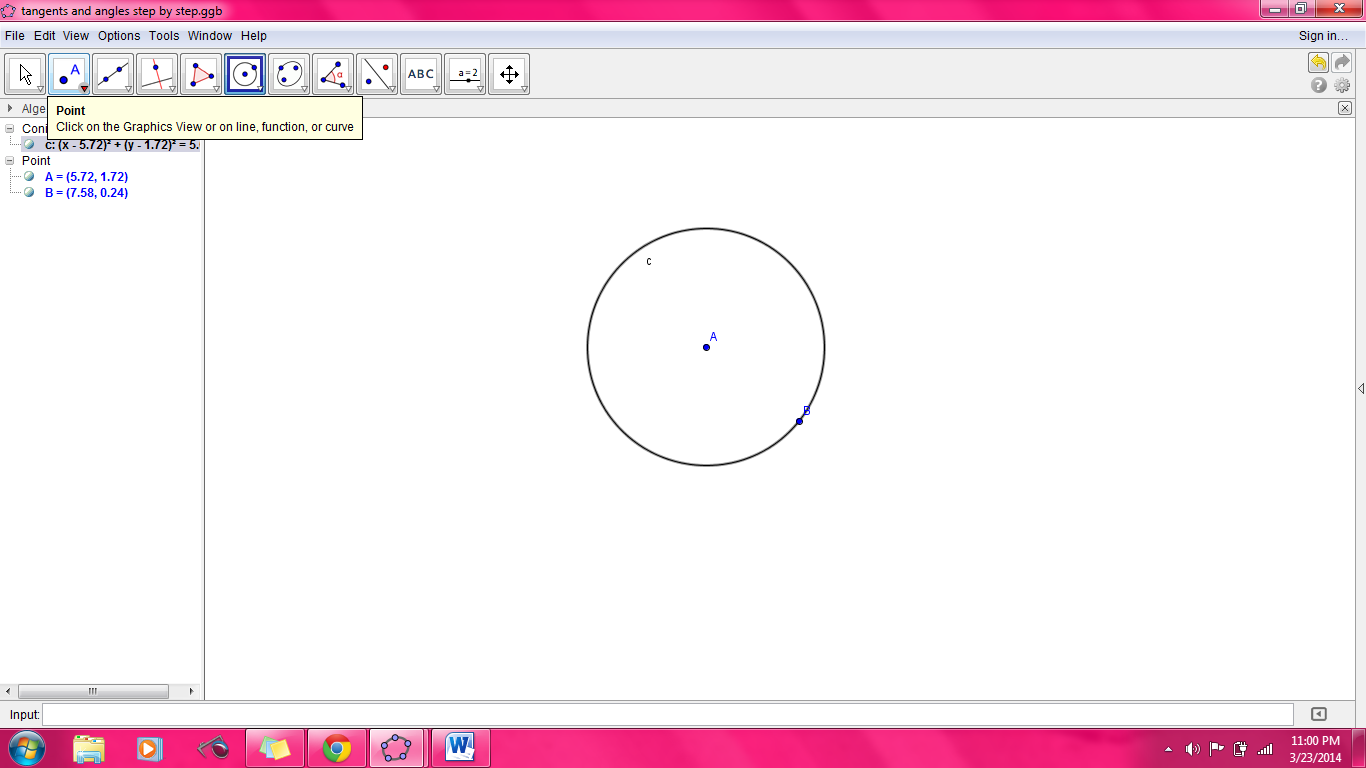 tangents and angles step by step.ggb
File Edit View Options Tools Window Help
Sign in...
A
α
ABC
a=2
Alge
Point
Click on the Graphics View or on line, function, or curve
Coni
c: (x - 5.72)² + (y - 1.72)² = 5.
Point
A = (5.72, 1.72)
B = (7.58, 0.24)
c
A
B
Input:
W
11:00 PM
3/23/2014